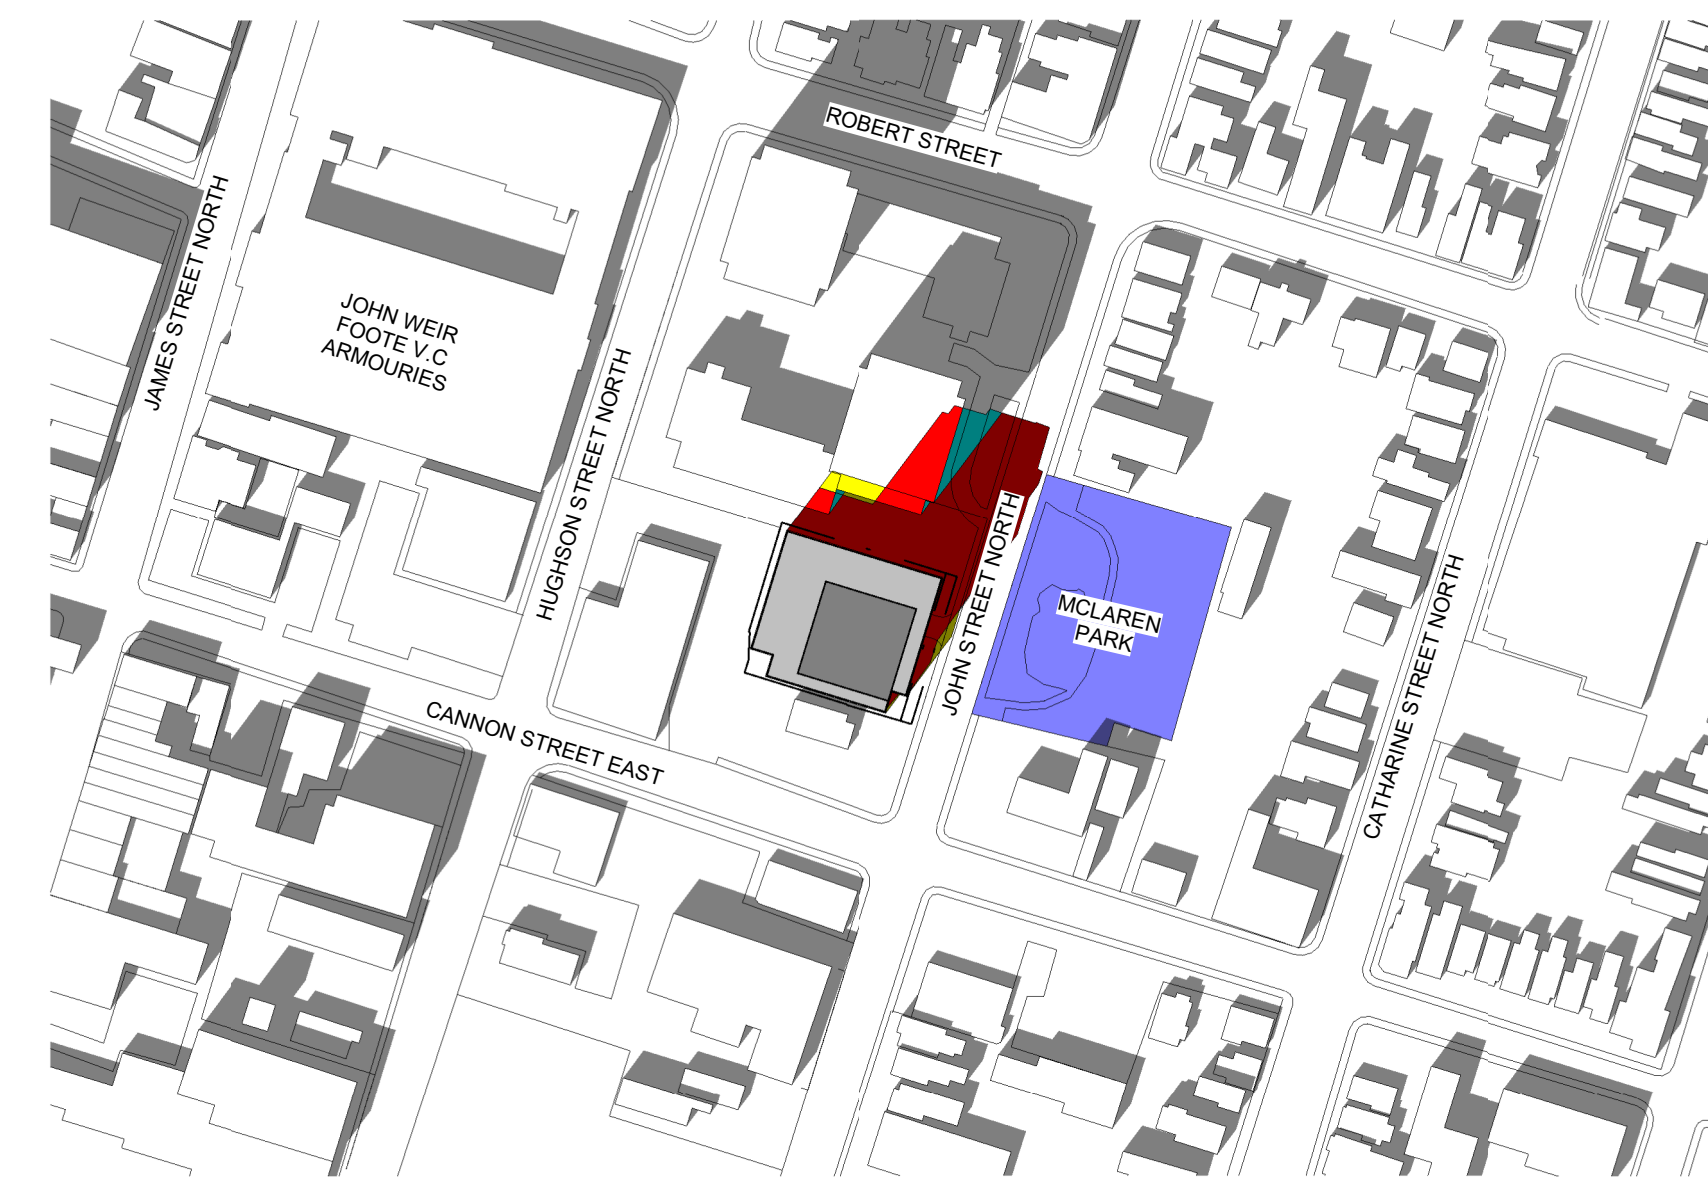 ROBERT STREET
JAMES STREET NORTH
JOHN WEIR
FOOTE V.C
ARMOURIES
HUGHSON STREET NORTH
JOHN STREET NORTH
MCLAREN
PARK
CATHARINE STREET NORTH
CANNON STREET EAST